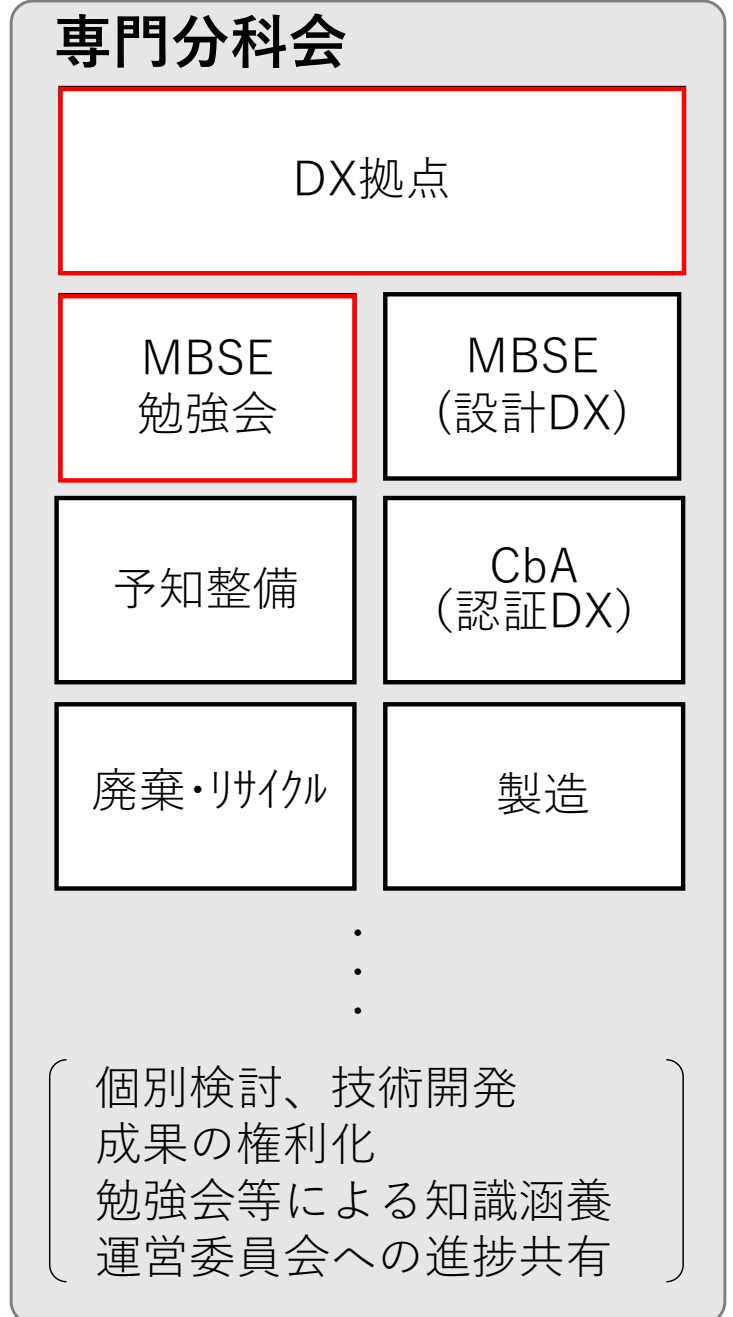 専門分科会
DX拠点
MBSE
勉強会
MBSE
(設計DX)
予知整備
CbA
(認証DX)
廃棄・ﾘｻｲｸﾙ
製造
・
・
・
個別検討、技術開発
成果の権利化
勉強会等による知識涵養
運営委員会への進捗共有